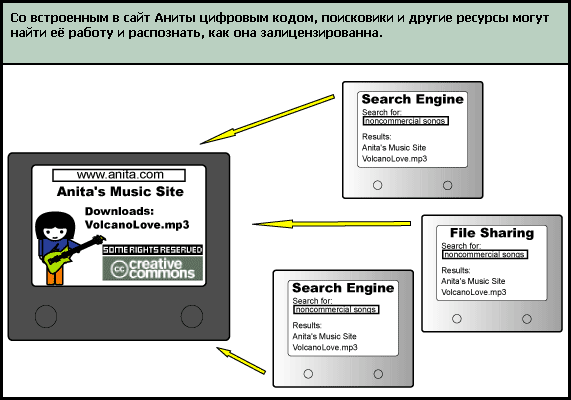 Со встроенным в сайт Аниты цифровым кодом, поисковики и другие ресурсы могут
найти её работу и распознать, как она залицензированна.
Search Engine
Search for:
noncommercial songs
Results:
Anita's Music Site
VolcanoLove.mp3
www.anita.com
Anita's Music Site
Downloads:
VolcanoLove.mp3
SOME RIGHTS RESERVED
cc creative
commons
File Sharing
Search for:
noncommercial songs
Results:
Anita's Music Site
VolcanoLove.mp3
Search Engine
Search for:
noncommercial songs
Results:
Anita's Music Site
VolcanoLove.mp3